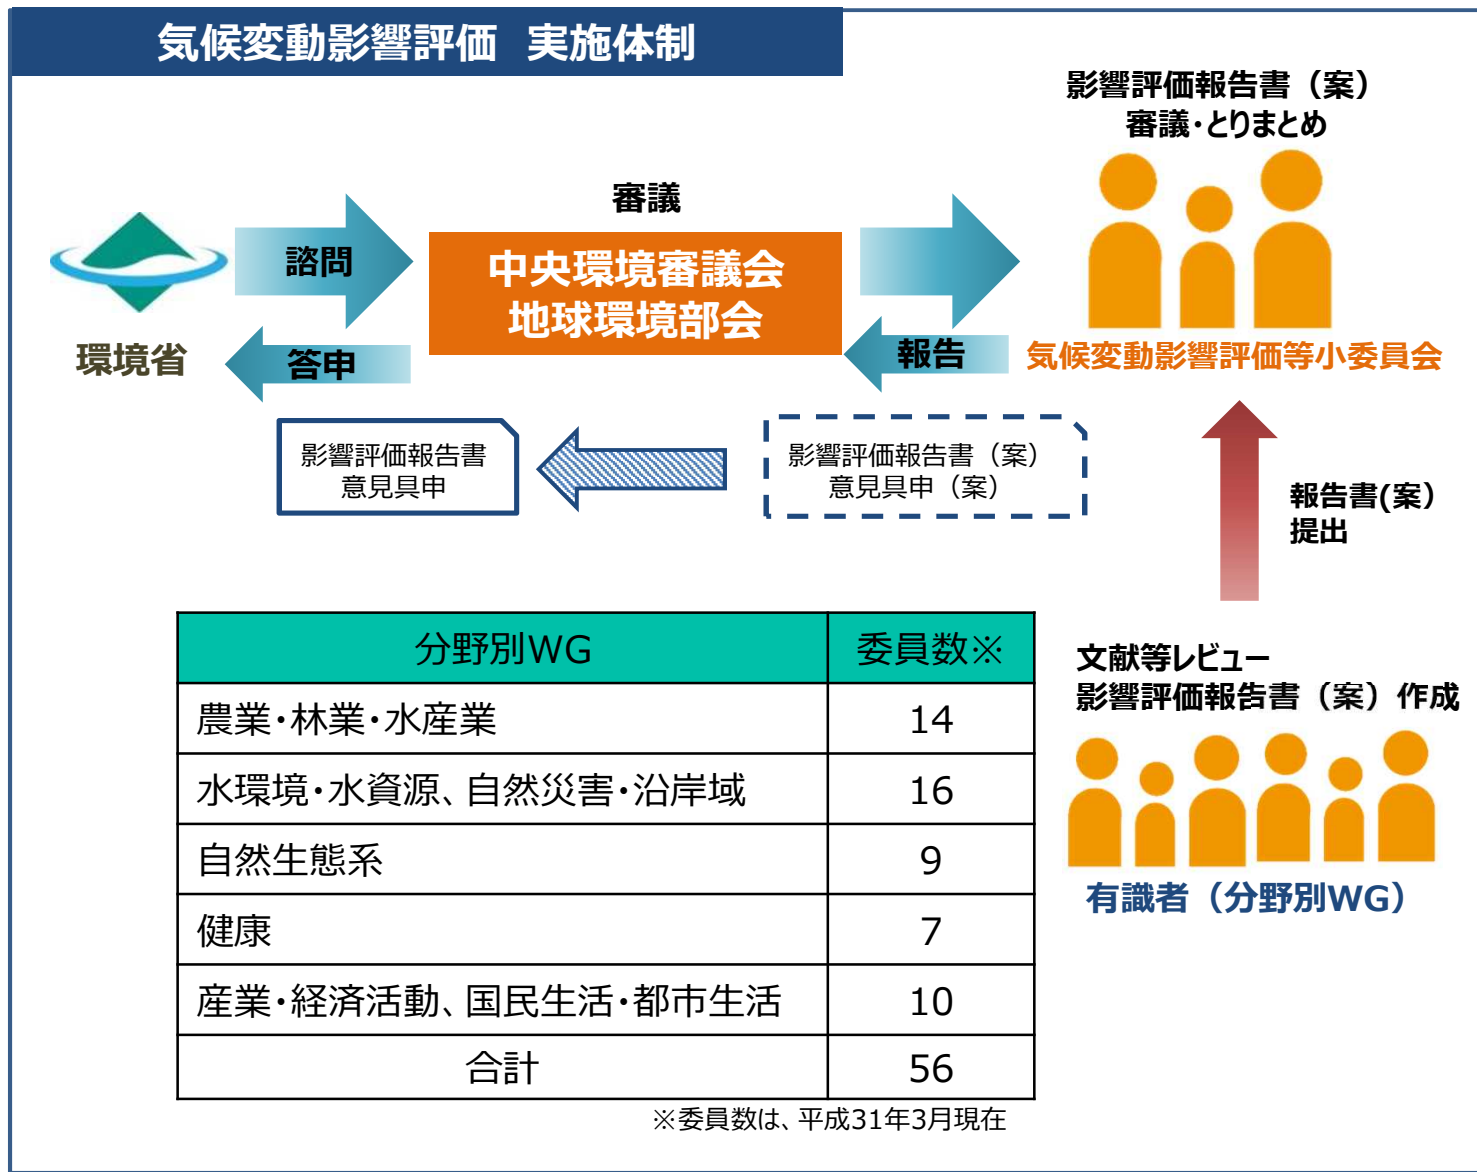 気候変動影響評価 実施体制
影響評価報告書（案）
審議・とりまとめ
審議
諮問
中央環境審議会
地球環境部会
環境省
答申
報告
気候変動影響評価等小委員会
影響評価報告書
意見具申
影響評価報告書（案）
意見具申（案）
報告書(案）
提出
分野別WG 委員数※
農業・林業・水産業 14
水環境・水資源、自然災害・沿岸域 16
自然生態系 9
健康 7
産業・経済活動、国民生活・都市生活 10
合計 56
※委員数は、平成31年3月現在
文献等レビュー
影響評価報告書（案）作成
有識者（分野別WG）